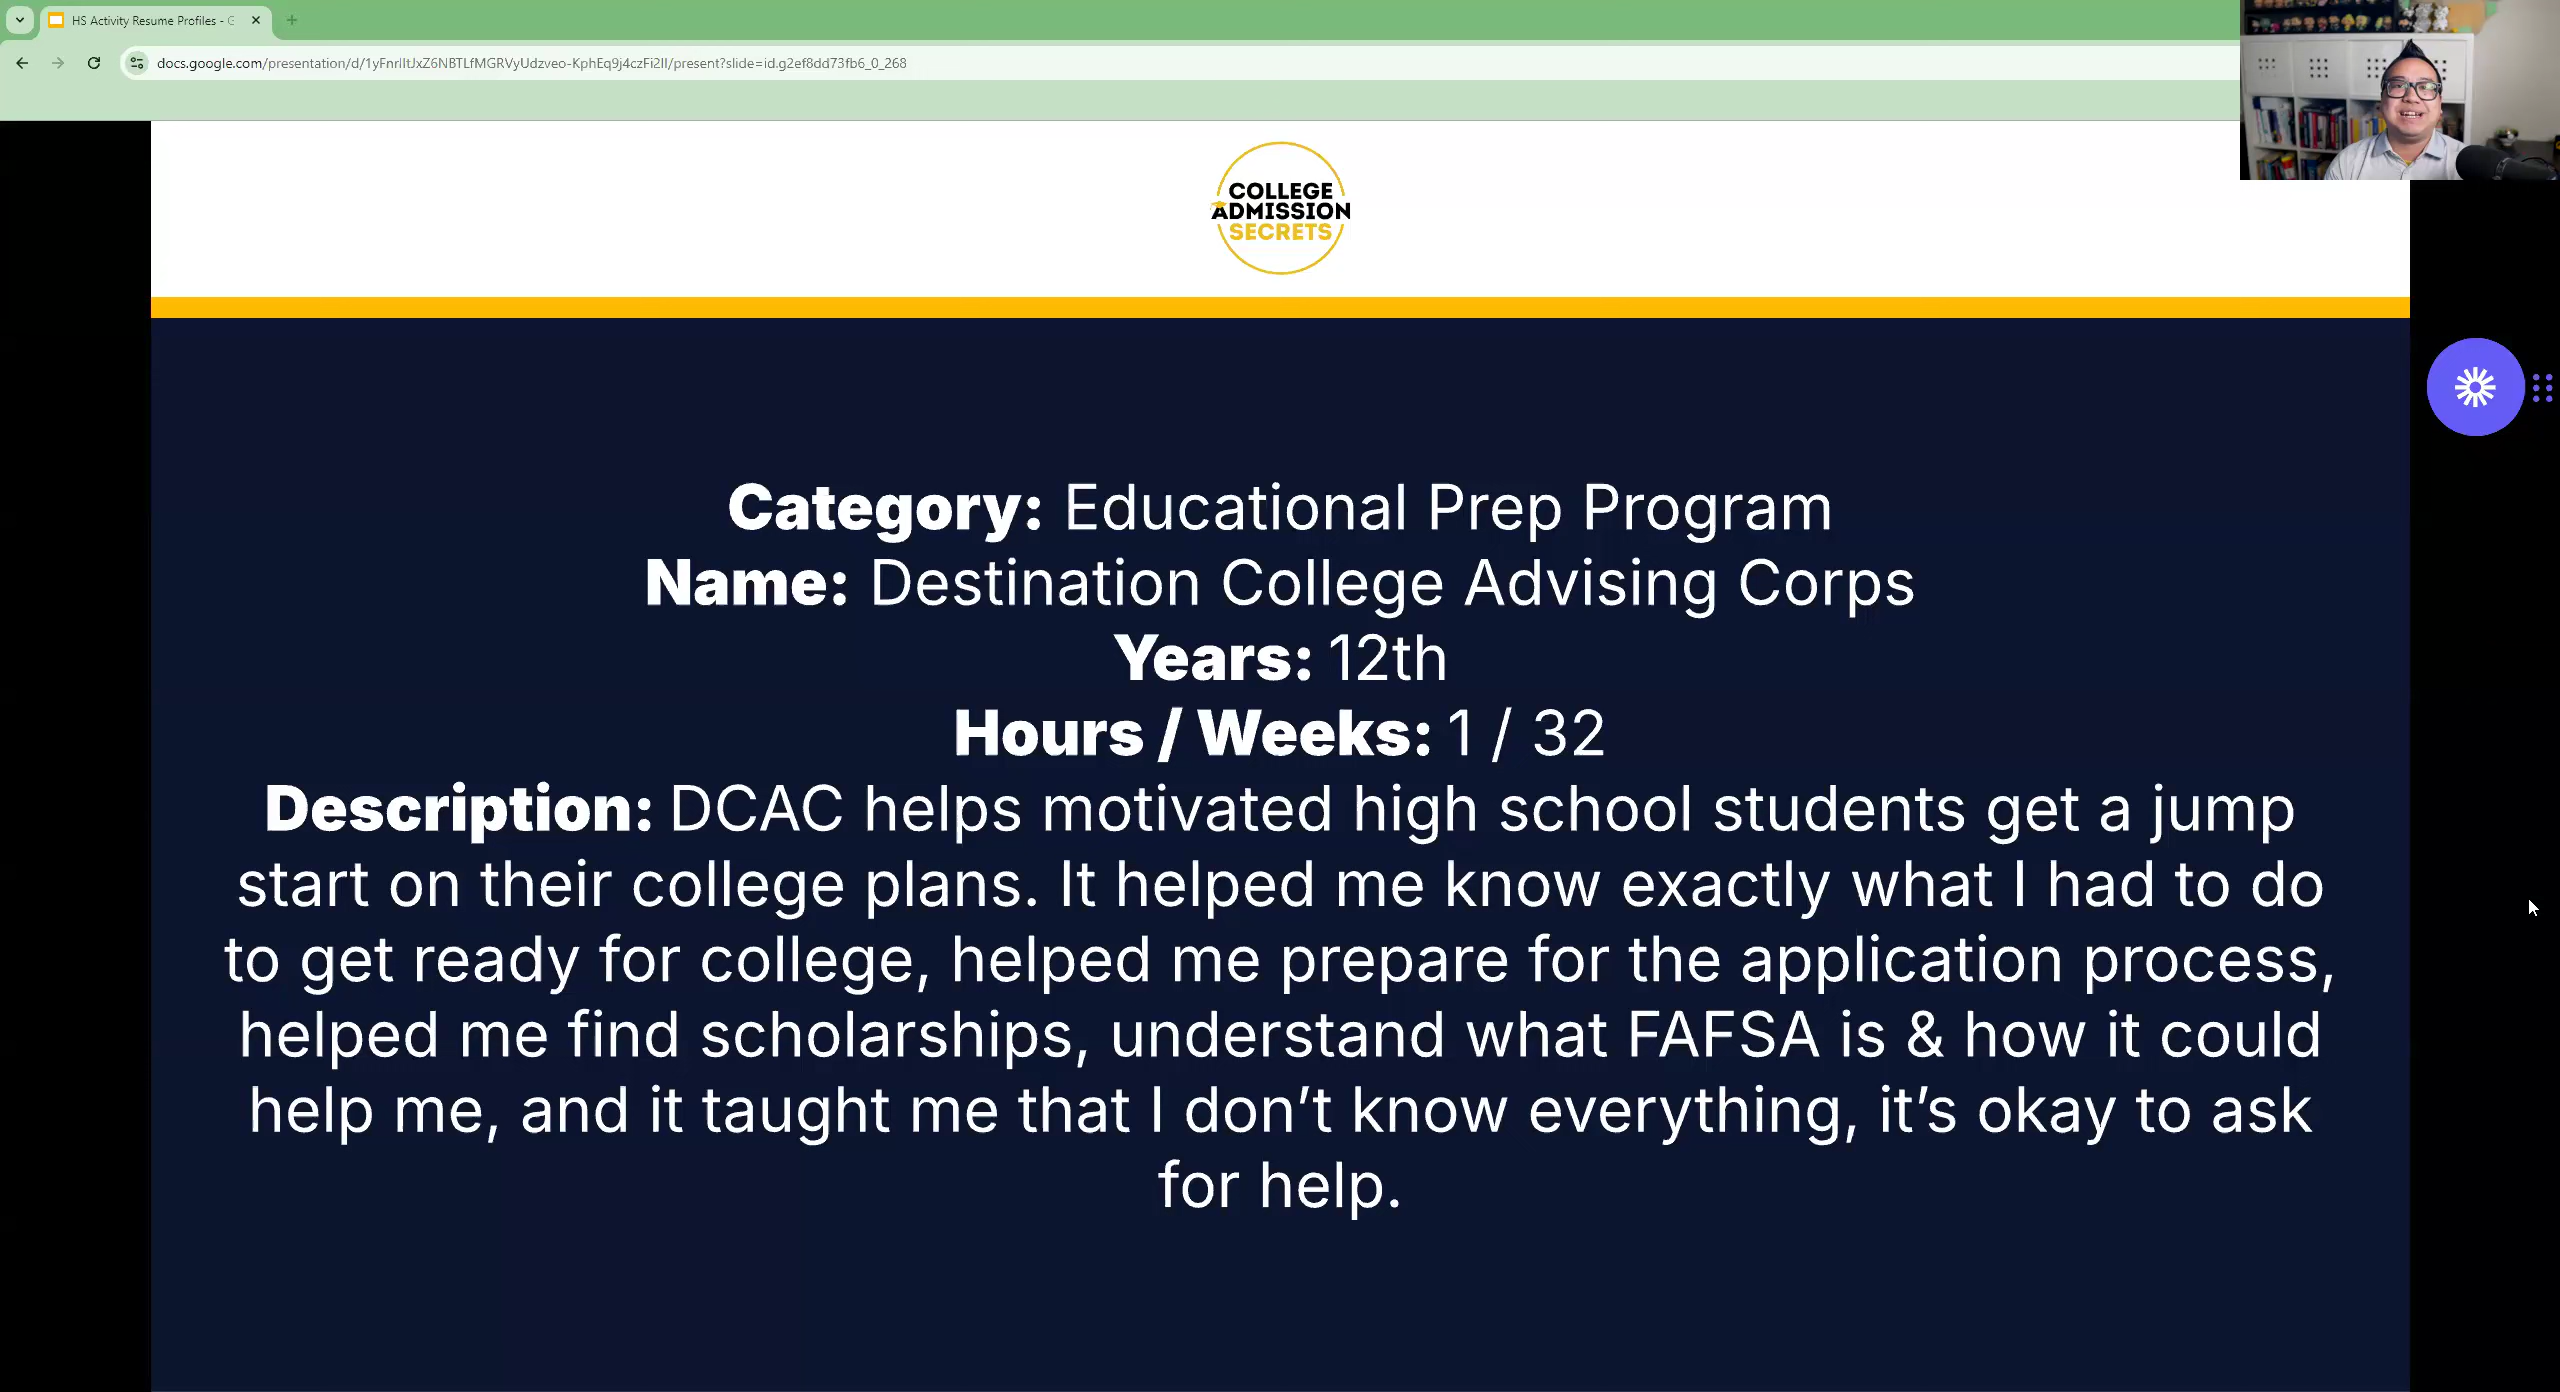 HS Activity Resume Profiles - G
docs.google.com/presentation/d/1yFnrlItJxZ6NBTLfMGRVyUdzveo-KphEq9j4czFi2II/present?slide=id.g2ef8dd73fb6_0_268
COLLEGE
ADMISSION
SECRETS
Category: Educational Prep Program
Name: Destination College Advising Corps
Years: 12th
Hours / Weeks: 1 / 32
Description: DCAC helps motivated high school students get a jump
start on their college plans. It helped me know exactly what I had to do
to get ready for college, helped me prepare for the application process,
helped me find scholarships, understand what FAFSA is & how it could
help me, and it taught me that I don’t know everything, it’s okay to ask
for help.